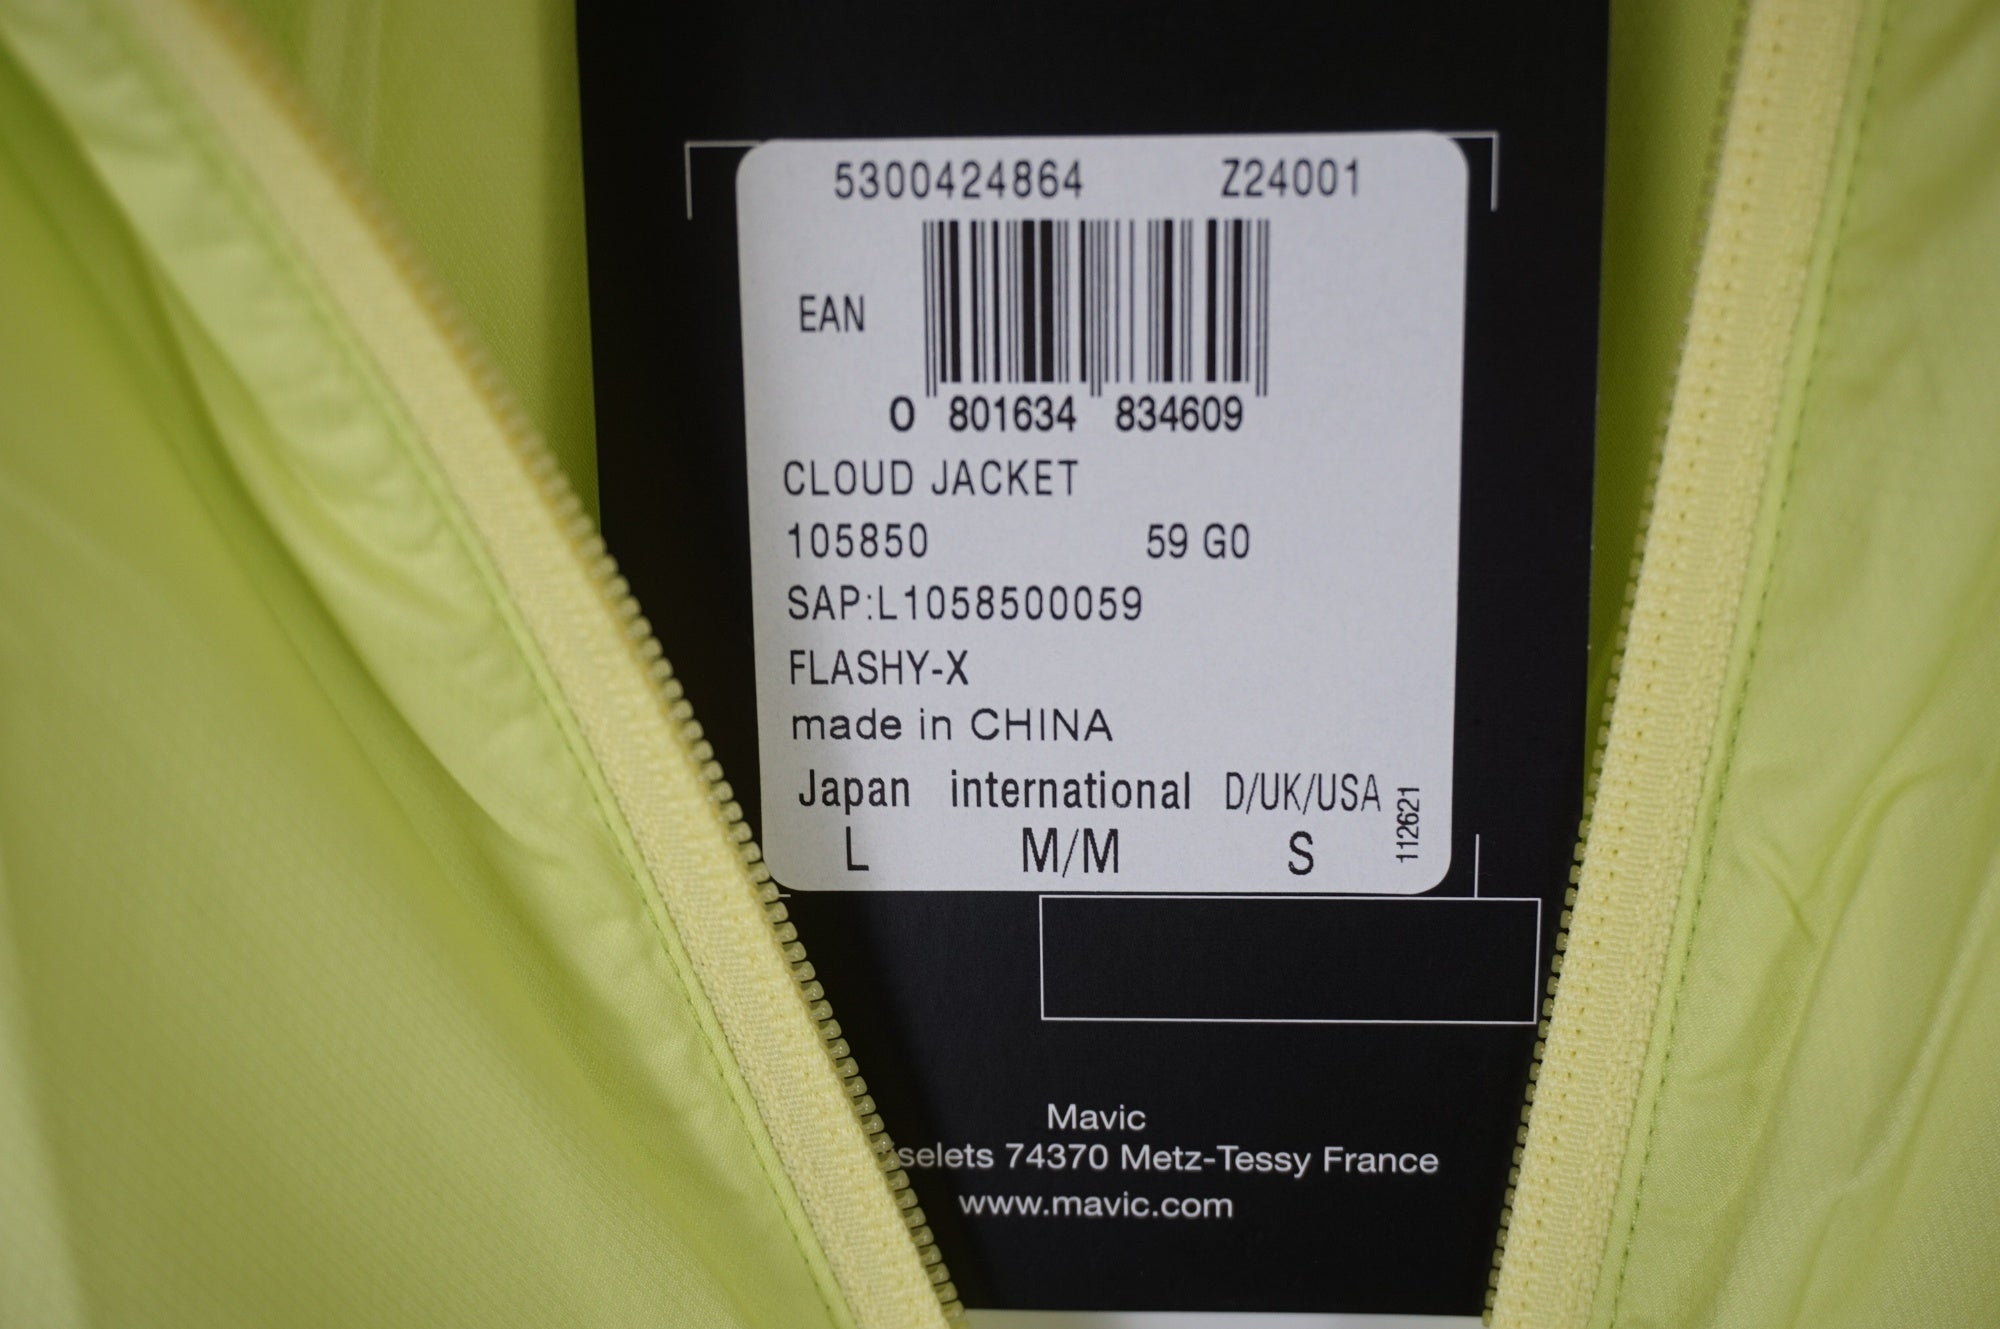 5300424864 Z24001
EAN
0 801634 834609
CLOUD JACKET
105850 59 G0
SAP:L1058500059
FLASHY-X
made in CHINA
Japan international D/UK/USA
L M/M S
112621
Mavic
74370 Metz-Tessy France
www.mavic.com